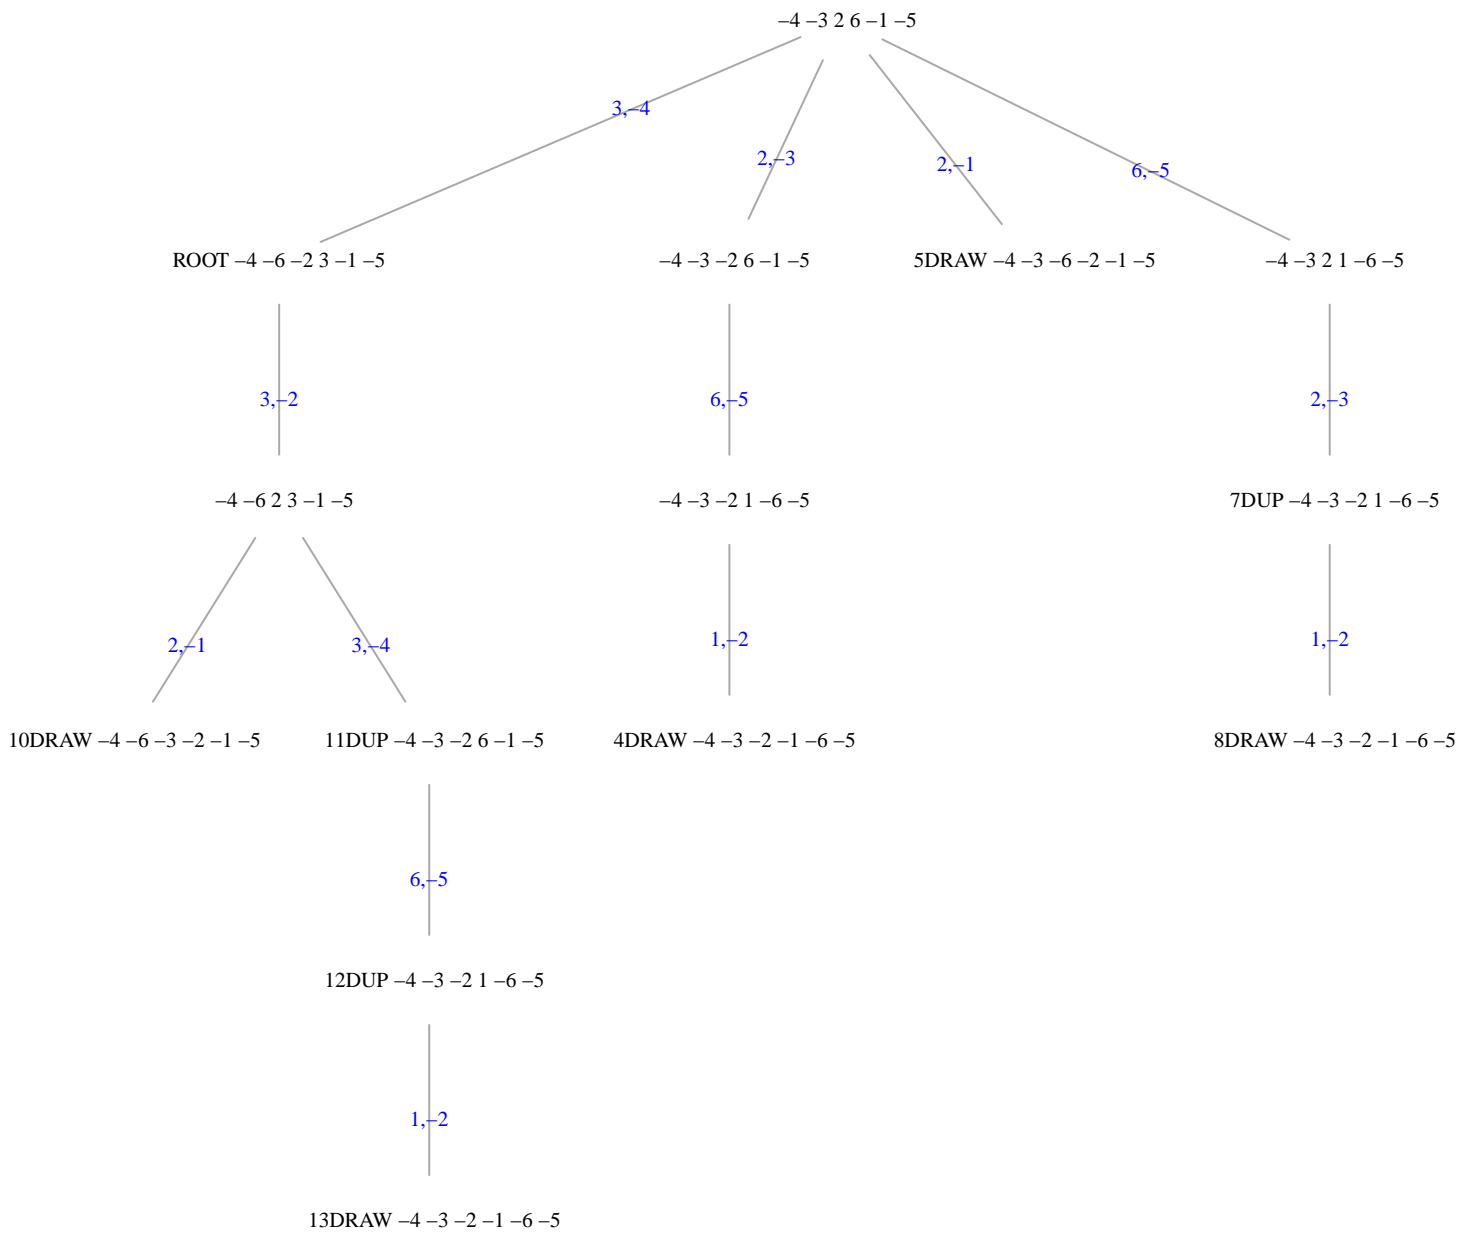 –4 –3 2 6 –1 –5
3,–4
2,–3
2,–1
6,–5
ROOT –4 –6 –2 3 –1 –5
–4 –3 –2 6 –1 –5
5DRAW –4 –3 –6 –2 –1 –5
–4 –3 2 1 –6 –5
3,–2
6,–5
2,–3
–4 –6 2 3 –1 –5
–4 –3 –2 1 –6 –5
7DUP –4 –3 –2 1 –6 –5
2,–1
3,–4
1,–2
1,–2
10DRAW –4 –6 –3 –2 –1 –5
11DUP –4 –3 –2 6 –1 –5
4DRAW –4 –3 –2 –1 –6 –5
8DRAW –4 –3 –2 –1 –6 –5
6,–5
12DUP –4 –3 –2 1 –6 –5
1,–2
13DRAW –4 –3 –2 –1 –6 –5